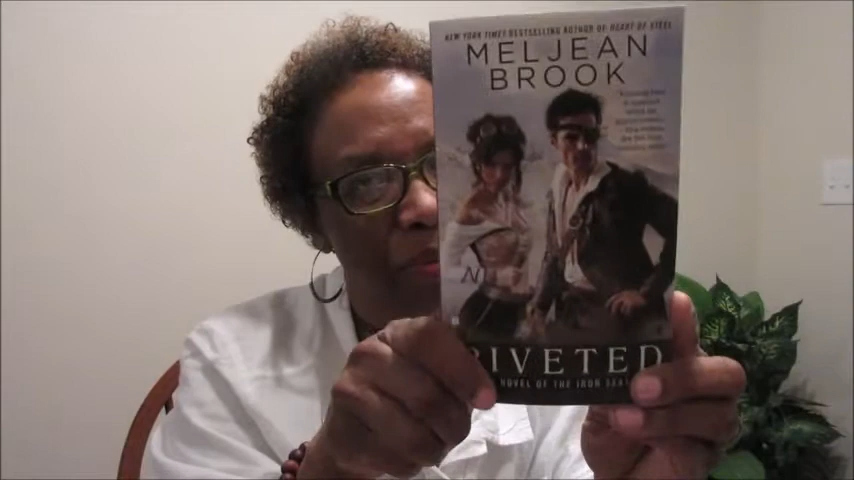 NEW YORK TIMES BESTSELLING AUTHOR OF HEART OF STEEL
MELJEAN
BROOK
RIVETED
NOVEL OF THE IRON SEAS